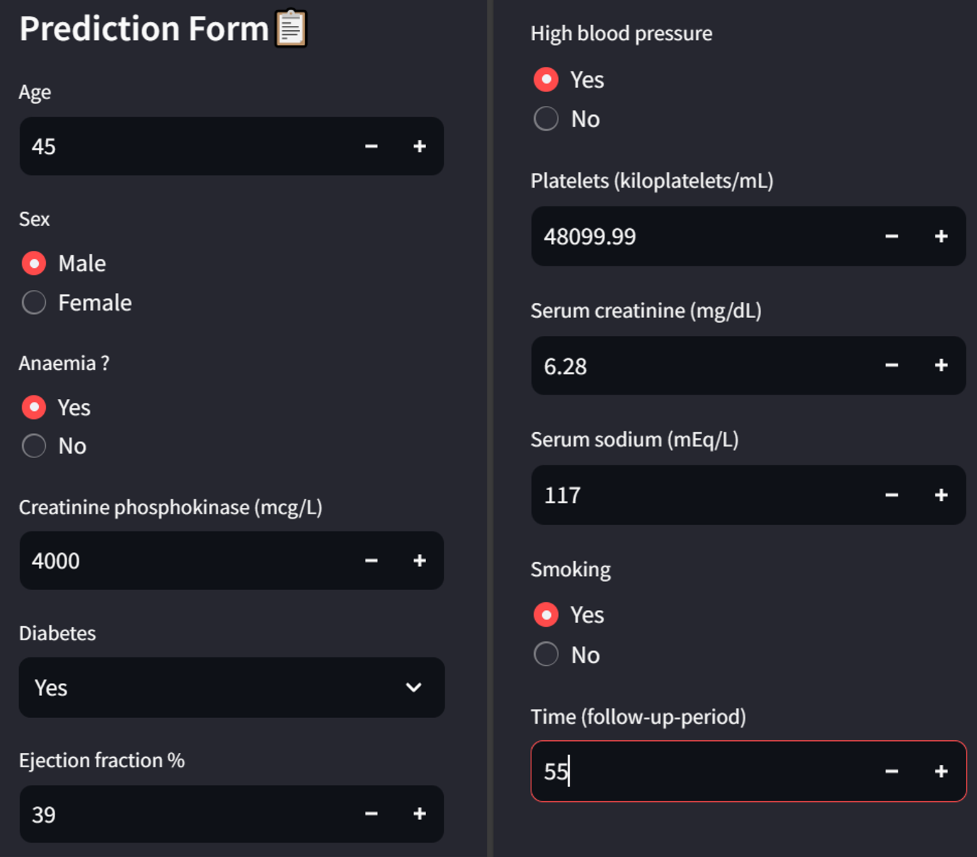 Prediction Form
Age
45
Sex
Male
Female
Anaemia ?
Yes
No
Creatinine phosphokinase (mcg/L)
4000
Diabetes
Yes
Ejection fraction %
39
High blood pressure
Yes
No
Platelets (kiloplatelets/mL)
48099.99
Serum creatinine (mg/dL)
6.28
Serum sodium (mEq/L)
117
Smoking
Yes
No
Time (follow-up-period)
55